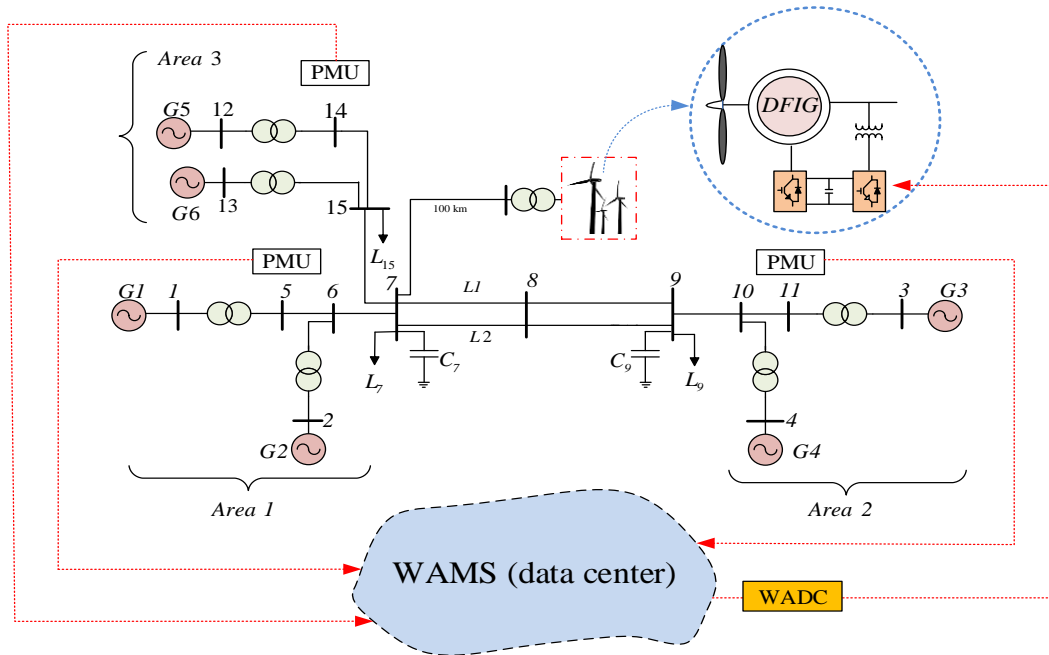 Area 3
PMU
G5
12
14
DFIG
G6
13
15
100 km
L15
PMU
PMU
G1
1
5
6
7
L1
8
9
10
11
3
G3
L2
L7
C7
C9
L9
2
G2
4
G4
Area 1
Area 2
WAMS (data center)
WADC